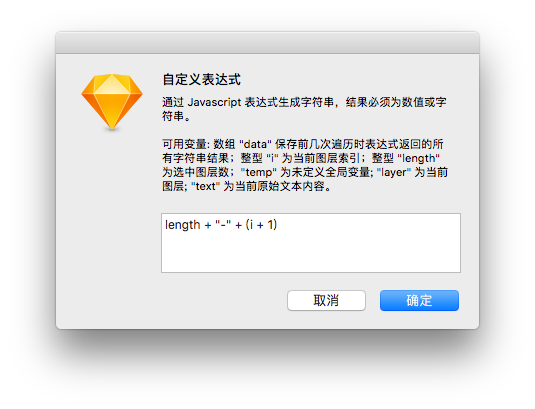 自定义表达式
通过 Javascript 表达式生成字符串，结果必须为数值或字
符串。
可用变量: 数组 "data" 保存前几次遍历时表达式返回的所
有字符串结果；整型 "i" 为当前图层索引；整型 "length"
为选中图层数；"temp" 为未定义全局变量; "layer" 为当前
图层; "text" 为当前原始文本内容。
length + "-" + (i + 1)
取消
确定